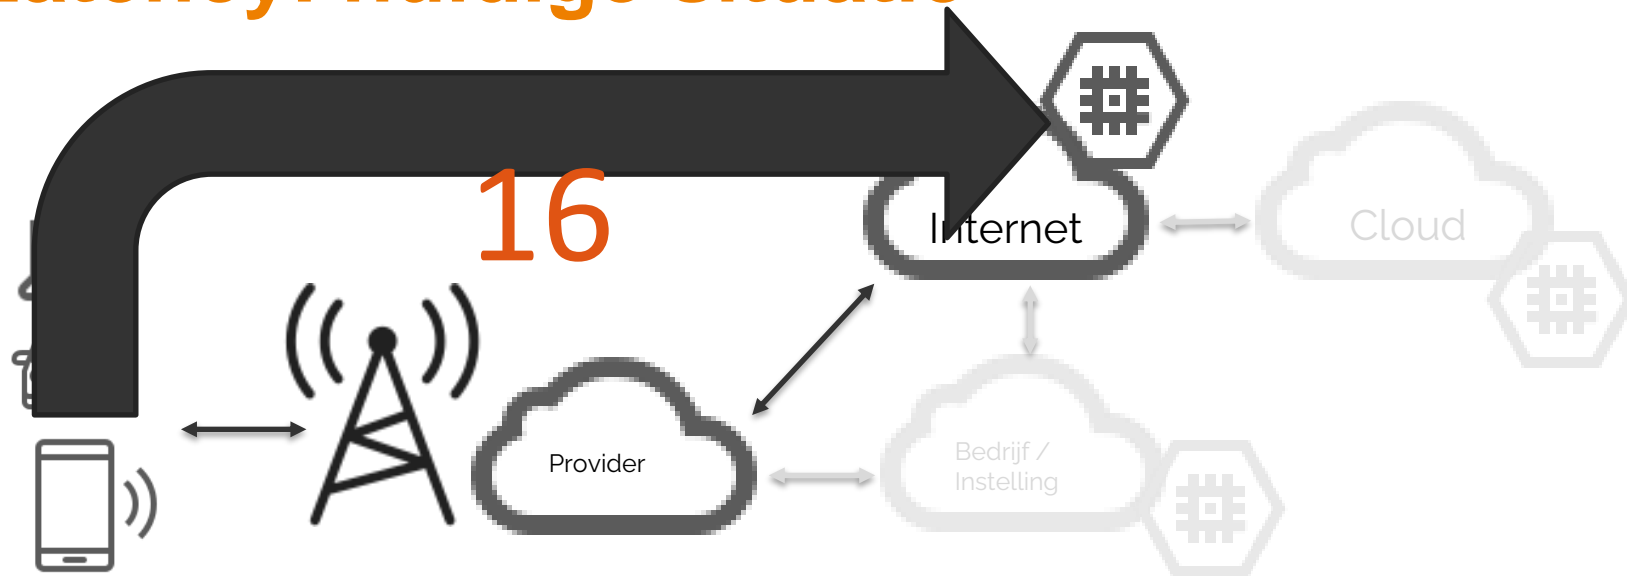 16
Internet
Cloud
Provider
Bedrijf /
Instelling